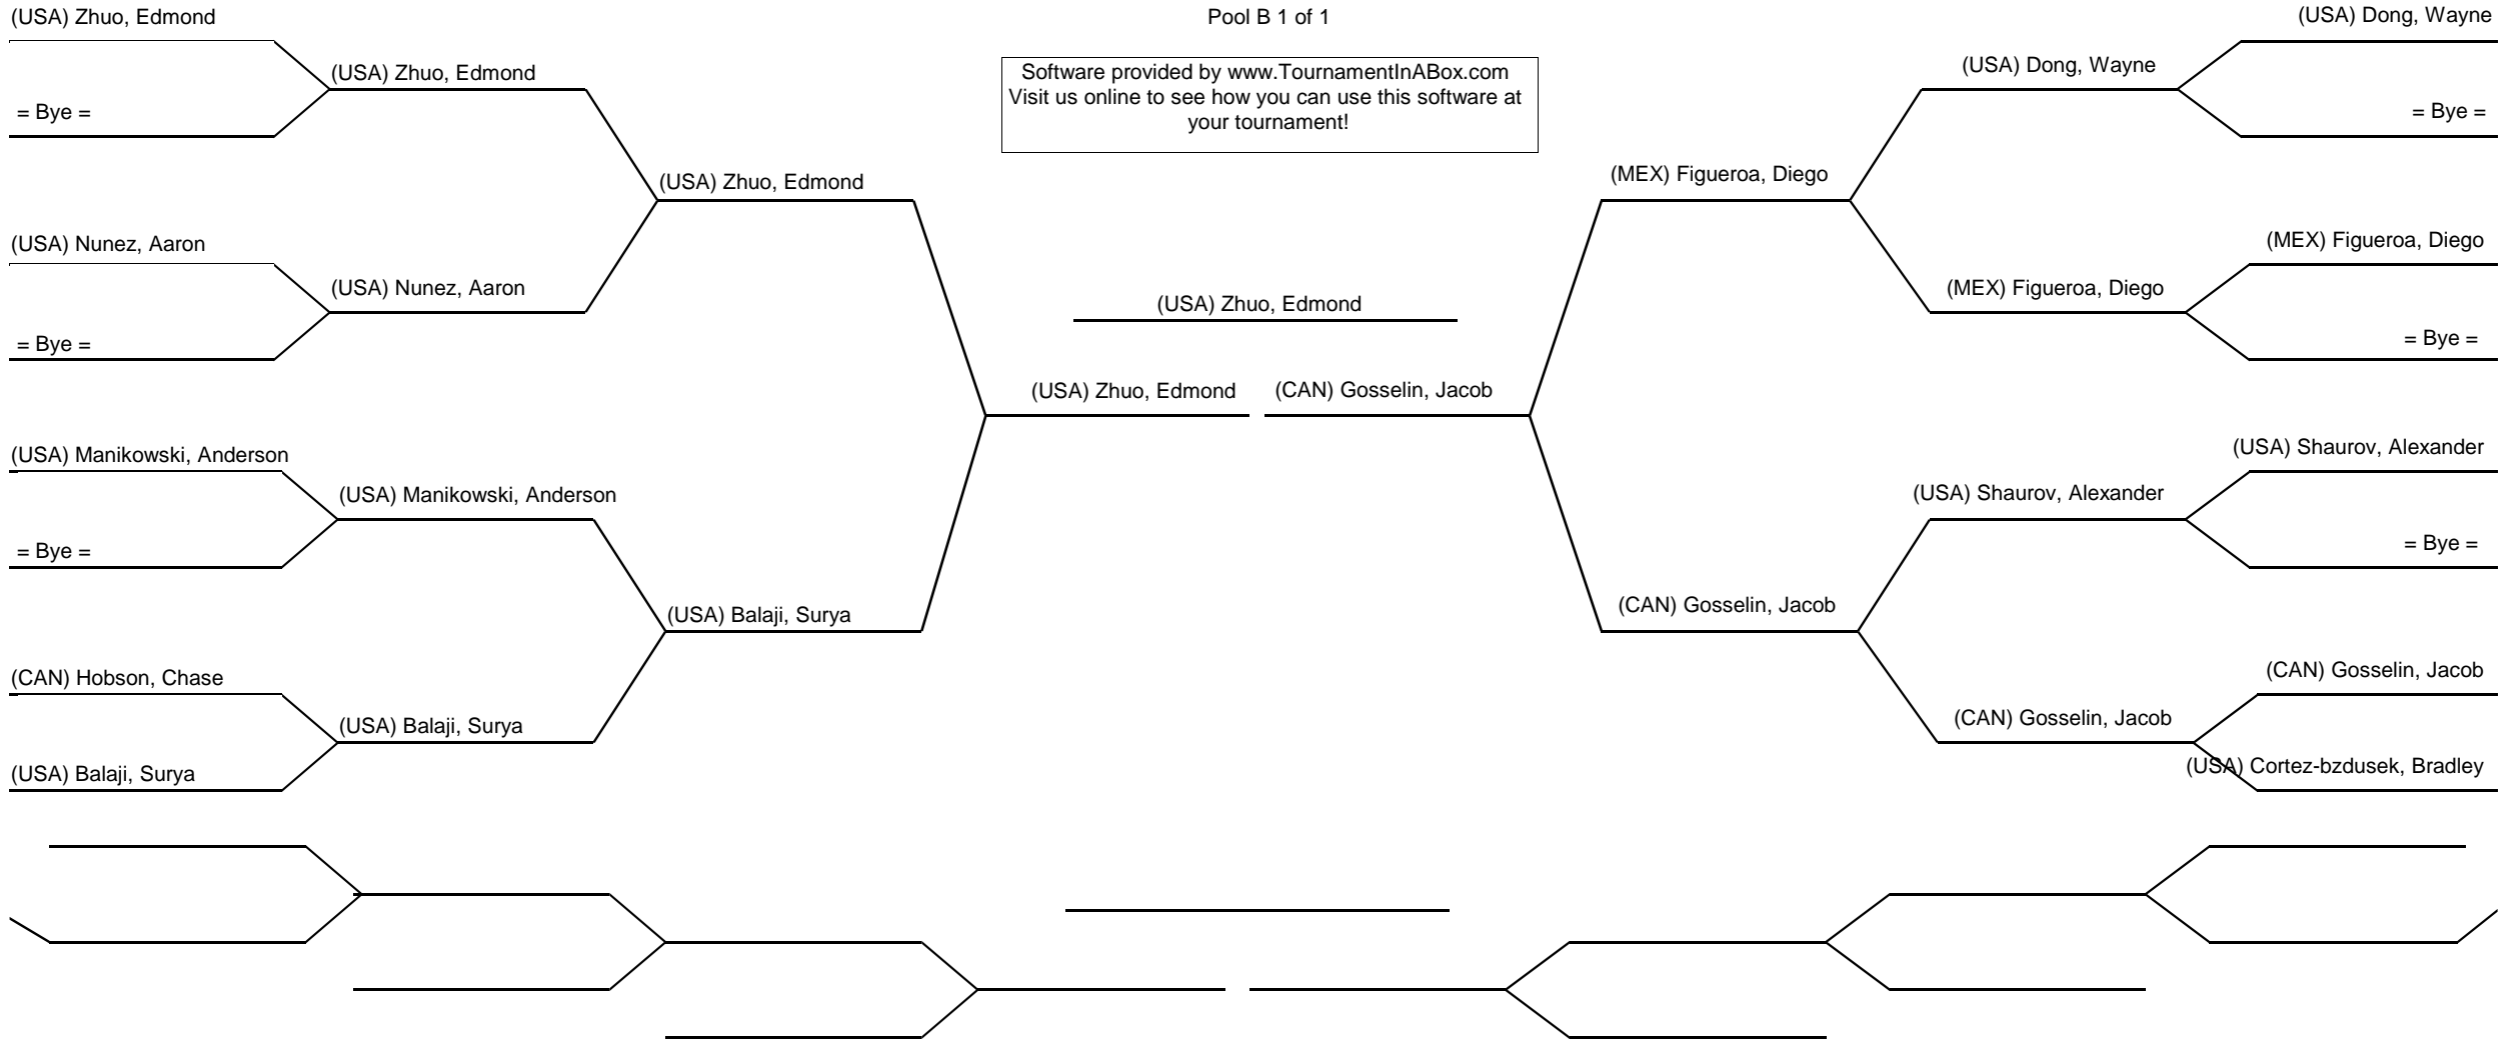 Pool B 1 of 1
Software provided by www.TournamentInABox.com
Visit us online to see how you can use this software at
your tournament!
(USA) Zhuo, Edmond
= Bye =
(USA) Nunez, Aaron
= Bye =
(USA) Manikowski, Anderson
= Bye =
(CAN) Hobson, Chase
(USA) Balaji, Surya
(USA) Zhuo, Edmond
(USA) Nunez, Aaron
(USA) Manikowski, Anderson
(USA) Balaji, Surya
(USA) Zhuo, Edmond
(USA) Balaji, Surya
(USA) Zhuo, Edmond
(USA) Zhuo, Edmond
(CAN) Gosselin, Jacob
(MEX) Figueroa, Diego
(CAN) Gosselin, Jacob
(USA) Dong, Wayne
(MEX) Figueroa, Diego
(USA) Shaurov, Alexander
(CAN) Gosselin, Jacob
(USA) Dong, Wayne
= Bye =
(MEX) Figueroa, Diego
= Bye =
(USA) Shaurov, Alexander
= Bye =
(CAN) Gosselin, Jacob
(USA) Cortez-bzdusek, Bradley